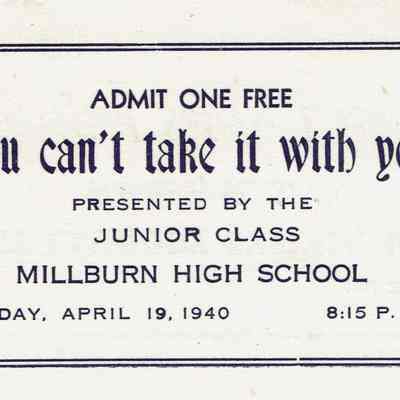 ADMIT ONE FREE
u can't take it with yo
PRESENTED BY THE
JUNIOR CLASS
MILLBURN HIGH SCHOOL
DAY, APRIL 19, 1940 8:15 P.